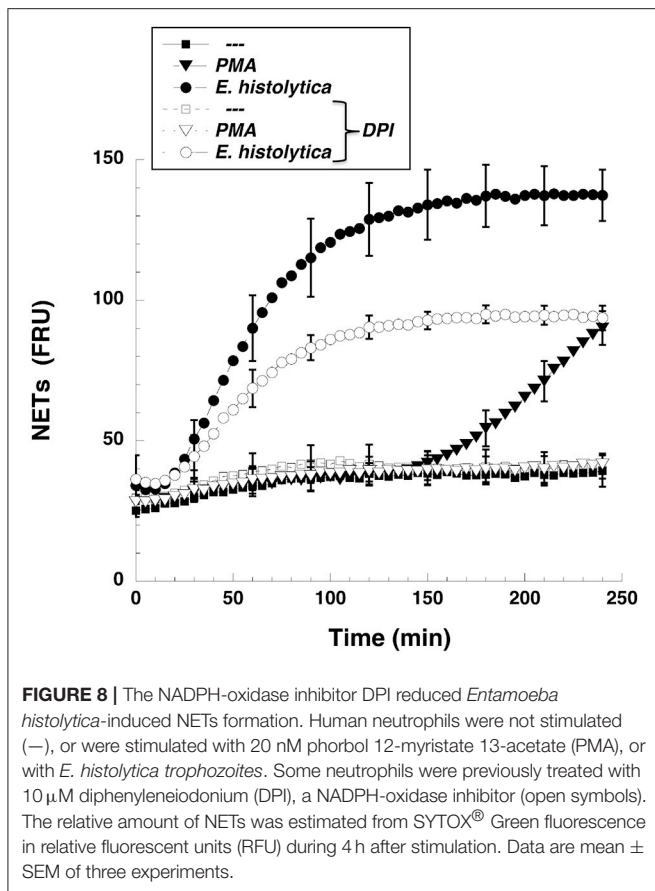 ---
PMA
E. histolytica
---
PMA
E. histolytica
DPI
150
100
50
0
NETs (FRU)
0 50 100 150 200 250
Time (min)
FIGURE 8 | The NADPH-oxidase inhibitor DPI reduced Entamoeba
histolytica-induced NETs formation. Human neutrophils were not stimulated
(—), or were stimulated with 20 nM phorbol 12-myristate 13-acetate (PMA), or
with E. histolytica trophozoites. Some neutrophils were previously treated with
10 μM diphenyleneiodonium (DPI), a NADPH-oxidase inhibitor (open symbols).
The relative amount of NETs was estimated from SYTOX® Green fluorescence
in relative fluorescent units (RFU) during 4 h after stimulation. Data are mean ±
SEM of three experiments.